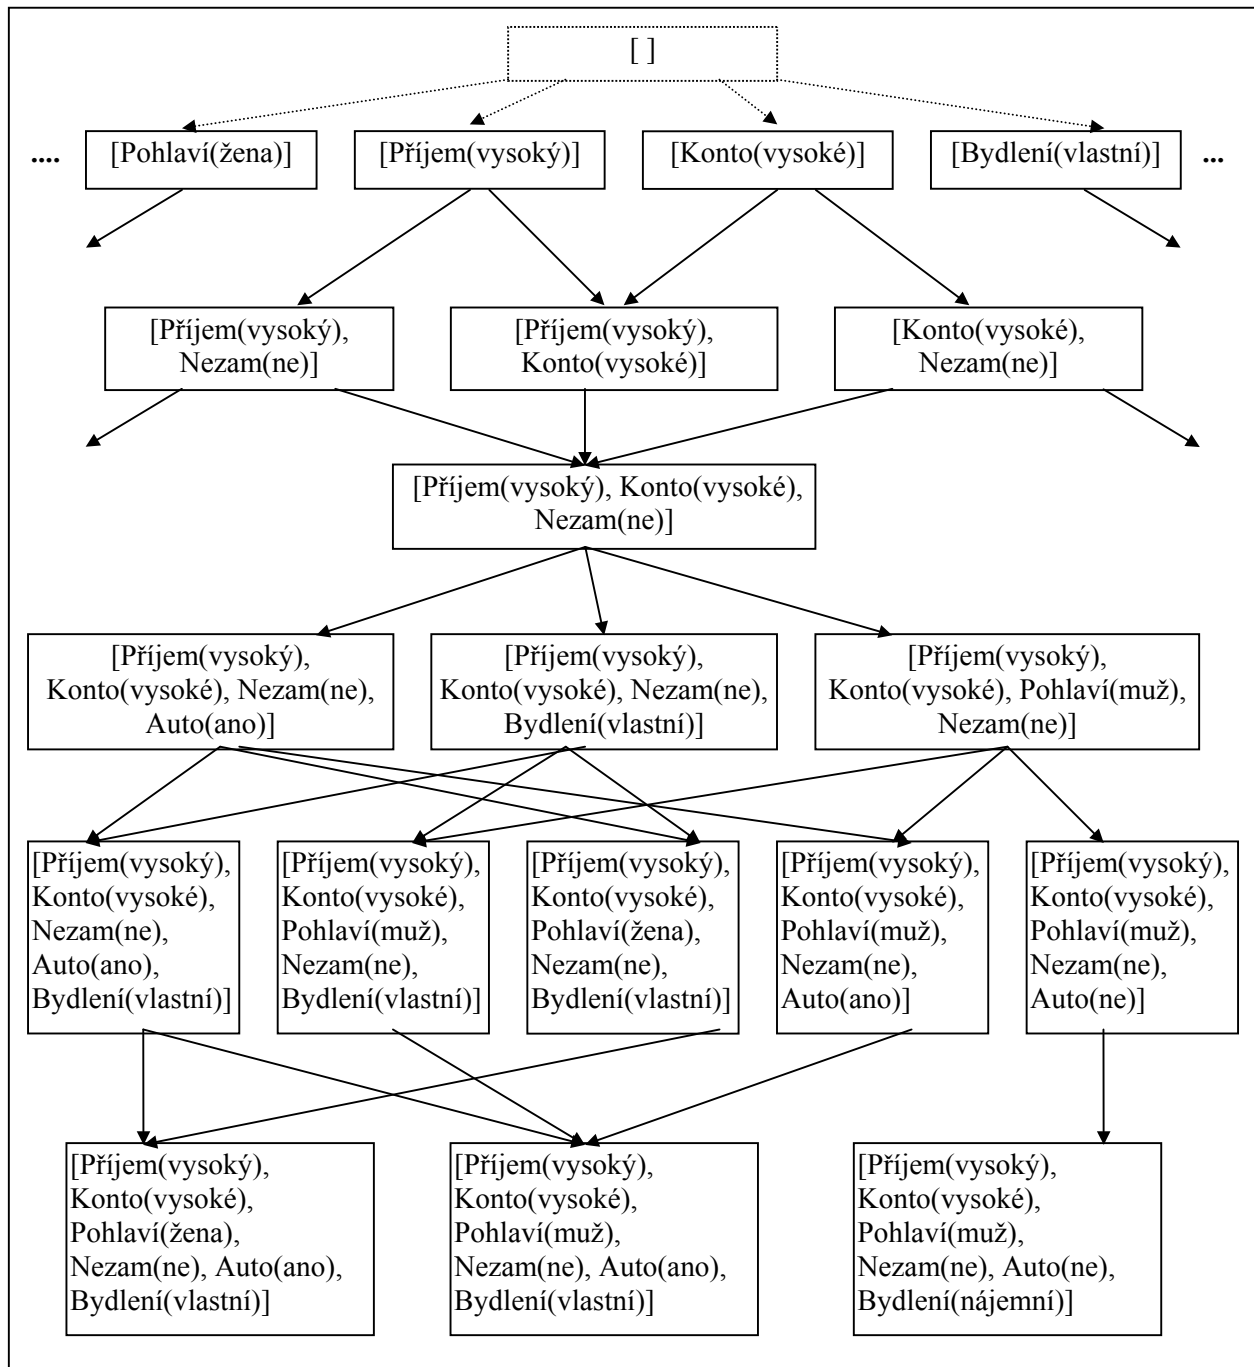 [ ]
....
[Pohlaví(žena)]
[Příjem(vysoký)]
[Konto(vysoké)]
[Bydlení(vlastní)]
...
[Příjem(vysoký),
Nezam(ne)]
[Příjem(vysoký),
Konto(vysoké)]
[Konto(vysoké),
Nezam(ne)]
[Příjem(vysoký), Konto(vysoké),
Nezam(ne)]
[Příjem(vysoký),
Konto(vysoké), Nezam(ne),
Auto(ano)]
[Příjem(vysoký),
Konto(vysoké), Nezam(ne),
Bydlení(vlastní)]
[Příjem(vysoký),
Konto(vysoké), Pohlaví(muž),
Nezam(ne)]
[Příjem(vysoký),
Konto(vysoké),
Nezam(ne),
Auto(ano),
Bydlení(vlastní)]
[Příjem(vysoký),
Konto(vysoké),
Pohlaví(muž),
Nezam(ne),
Bydlení(vlastní)]
[Příjem(vysoký),
Konto(vysoké),
Pohlaví(žena),
Nezam(ne),
Bydlení(vlastní)]
[Příjem(vysoký),
Konto(vysoké),
Pohlaví(muž),
Nezam(ne),
Auto(ano)]
[Příjem(vysoký),
Konto(vysoké),
Pohlaví(muž),
Nezam(ne),
Auto(ne)]
[Příjem(vysoký),
Konto(vysoké),
Pohlaví(žena),
Nezam(ne), Auto(ano),
Bydlení(vlastní)]
[Příjem(vysoký),
Konto(vysoké),
Pohlaví(muž),
Nezam(ne), Auto(ano),
Bydlení(vlastní)]
[Příjem(vysoký),
Konto(vysoké),
Pohlaví(muž),
Nezam(ne), Auto(ne),
Bydlení(nájemní)]